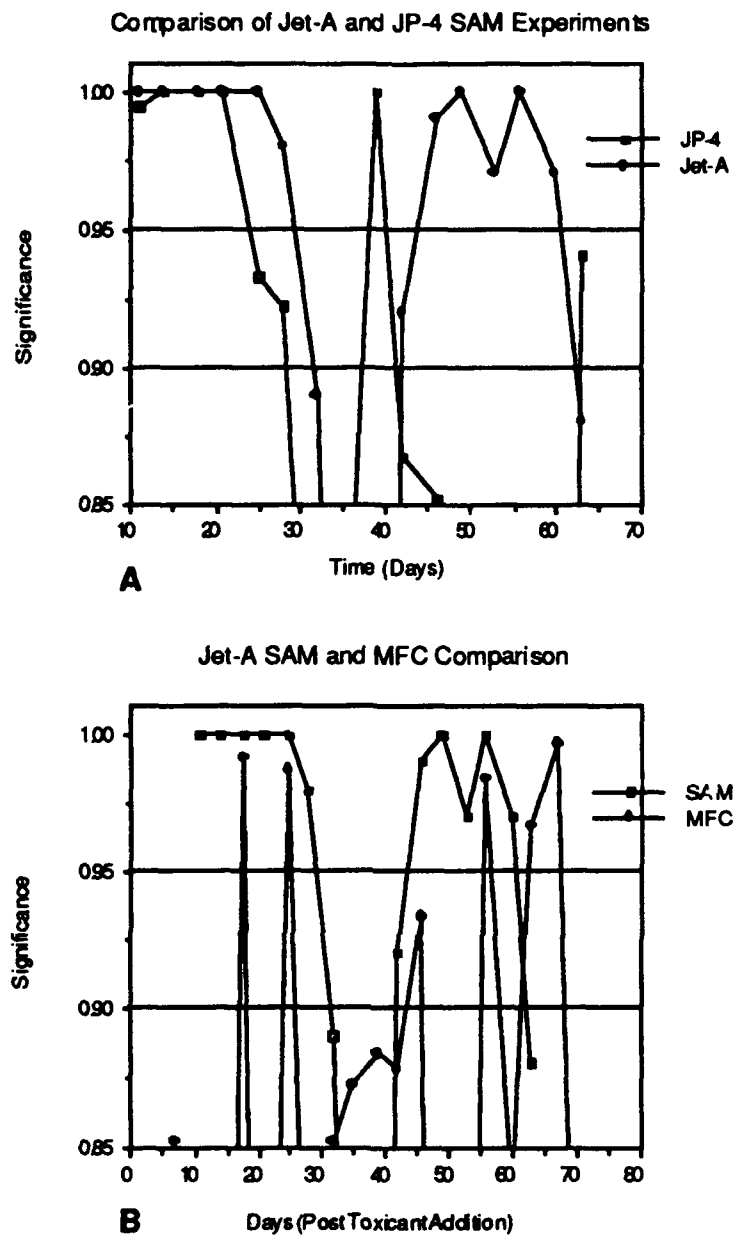 Comparison of Jet-A and JP-4 SAM Experiments
1.00
0.95
0.90
0.85
Significance
JP-4
Jet-A
10 20 30 40 50 60 70
Time (Days)
A
Jet-A SAM and MFC Comparison
1.00
0.95
0.90
0.85
Significance
SAM
MFC
0 10 20 30 40 50 60 70 80
Days (Post Toxicant Addition)
B